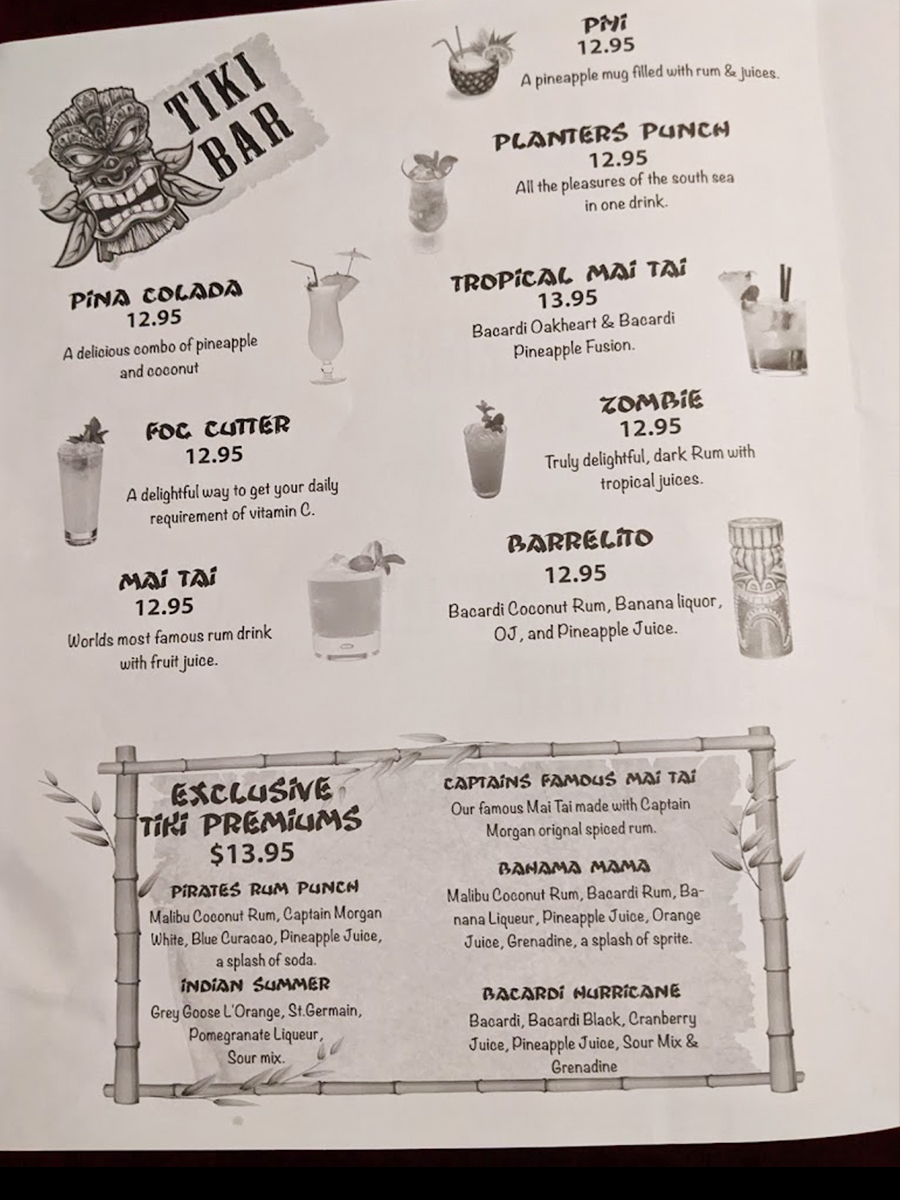 TIKI
BAR
PINA COLADA
12.95
A delicious combo of pineapple
and coconut
FOG CUTTER
12.95
A delightful way to get your daily
requirement of vitamin C.
MAI TAI
12.95
Worlds most famous rum drink
with fruit juice.
PIYI
12.95
A pineapple mug filled with rum & juices.
PLANTERS PUNCH
12.95
All the pleasures of the south sea
in one drink.
TROPICAL MAI TAI
13.95
Bacardi Oakheart & Bacardi
Pineapple Fusion.
ZOMBIE
12.95
Truly delightful, dark Rum with
tropical juices.
BARRELITO
12.95
Bacardi Coconut Rum, Banana liquor,
OJ, and Pineapple Juice.
EXCLUSIVE
TIKI PREMIUMS
$13.95
PIRATES RUM PUNCH
Malibu Coconut Rum, Captain Morgan
White, Blue Curacao, Pineapple Juice,
a splash of soda.
INDIAN SUMMER
Grey Goose L'Orange, St.Germain,
Pomegranate Liqueur,
Sour mix.
CAPTAINS FAMOUS MAI TAI
Our famous Mai Tai made with Captain
Morgan orignal spiced rum.
BAHAMA MAMA
Malibu Coconut Rum, Bacardi Rum, Ba-
nana Liqueur, Pineapple Juice, Orange
Juice, Grenadine, a splash of sprite.
BACARDI HURRICANE
Bacardi, Bacardi Black, Cranberry
Juice, Pineapple Juice, Sour Mix &
Grenadine